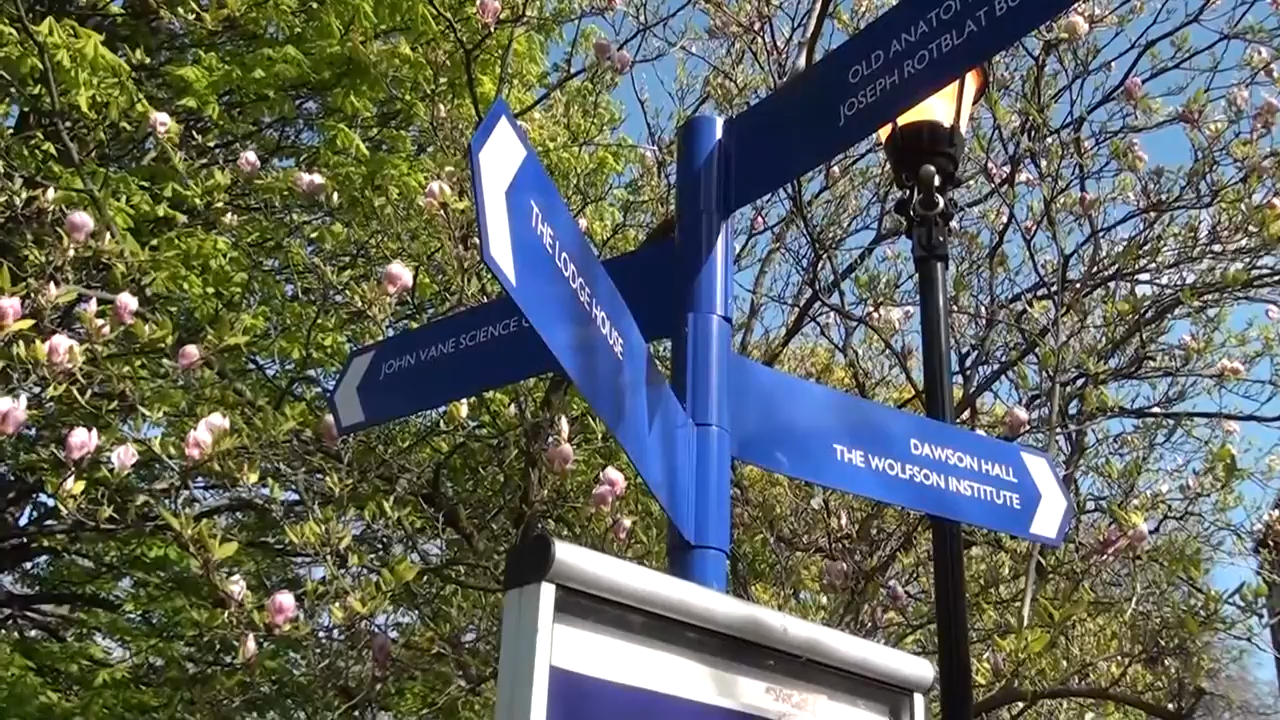 OLD ANATOMY
JOSEPH ROTBLAT
THE LODGE HOUSE
JOHN VANE SCIENCE
DAWSON HALL
THE WOLFSON INSTITUTE